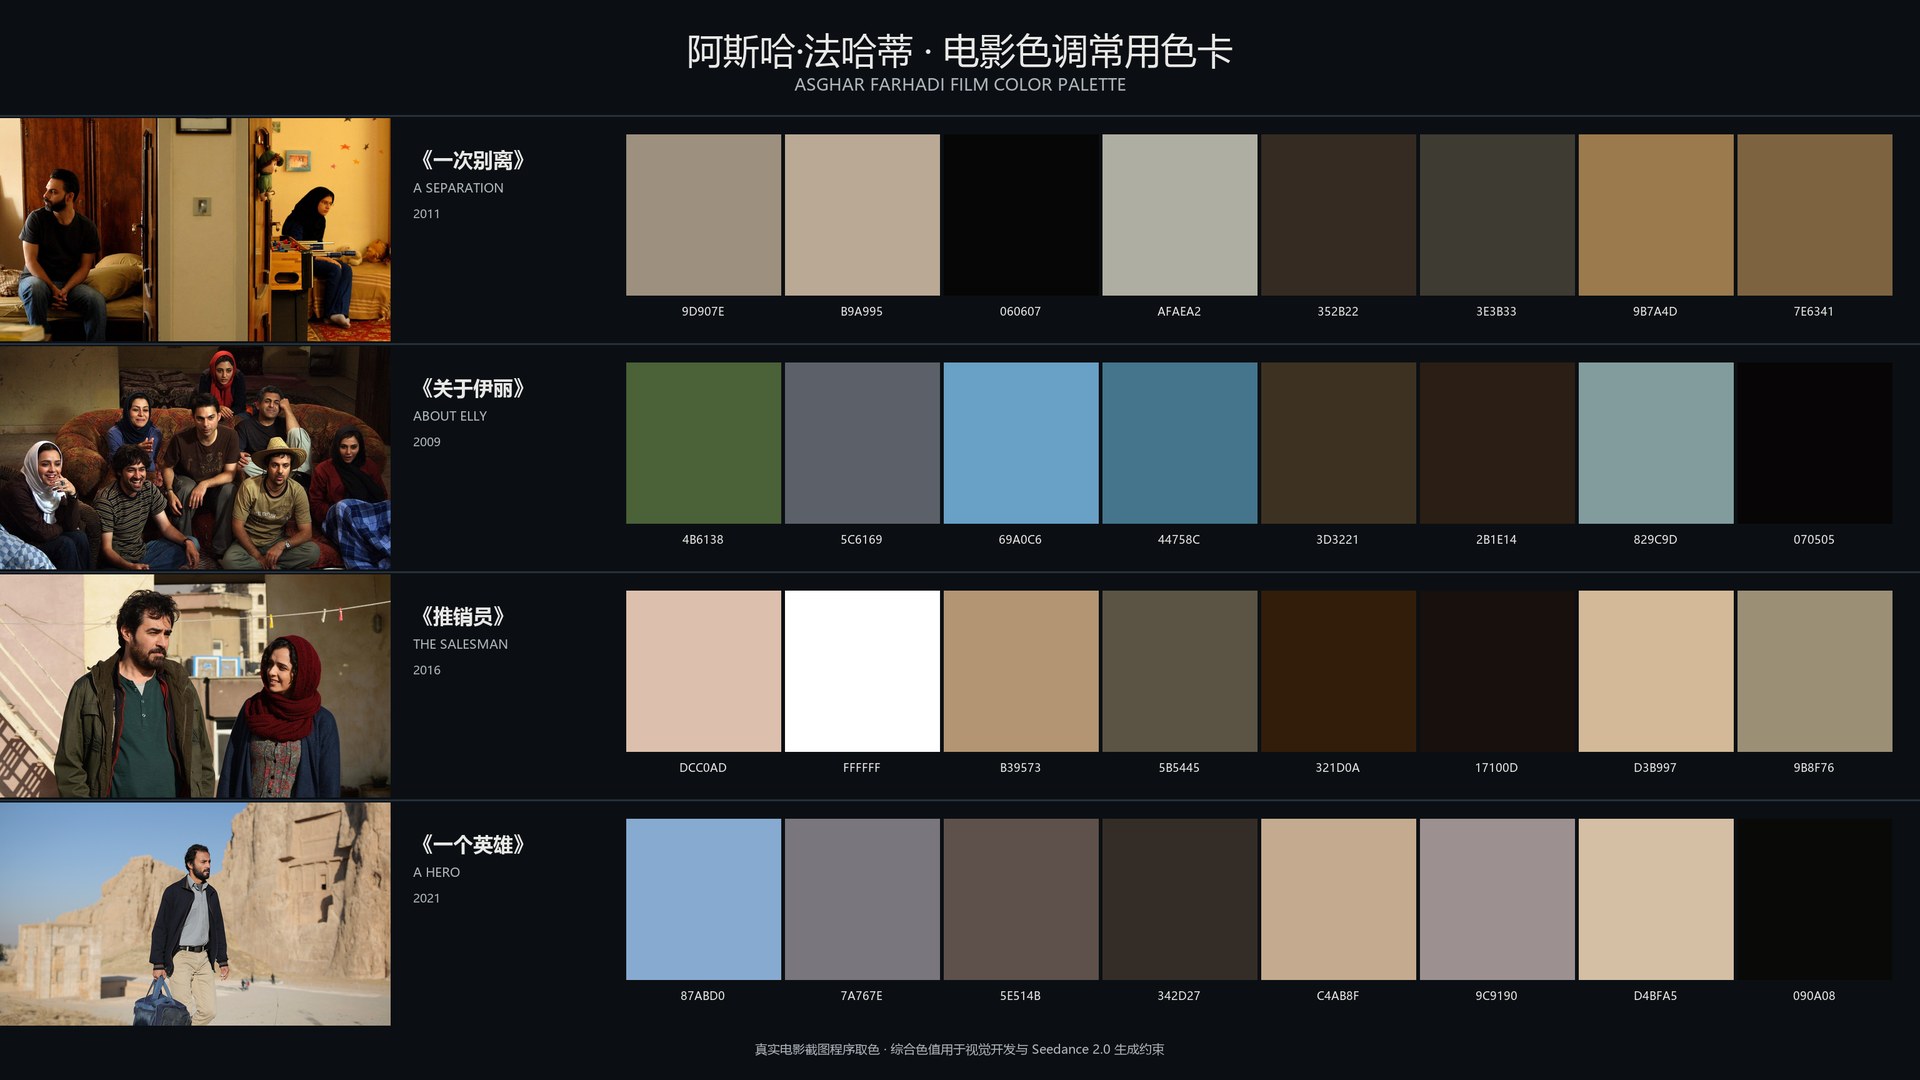 阿斯哈·法哈蒂 · 电影色调常用色卡
ASGHAR FARHADI FILM COLOR PALETTE
《一次别离》
A SEPARATION
2011
9D907E B9A995 060607 AFAEA2 352B22 3E3B33 9B7A4D 7E6341
《关于伊丽》
ABOUT ELLY
2009
4B6138 5C6169 69A0C6 44758C 3D3221 2B1E14 829C9D 070505
《推销员》
THE SALESMAN
2016
DCC0AD FFFFFF B39573 5B5445 321D0A 17100D D3B997 9B8F76
《一个英雄》
A HERO
2021
87ABD0 7A767E 5E514B 342D27 C4AB8F 9C9190 D4BFA5 090A08
真实电影截图程序取色 · 综合色值用于视觉开发与 Seedance 2.0 生成约束